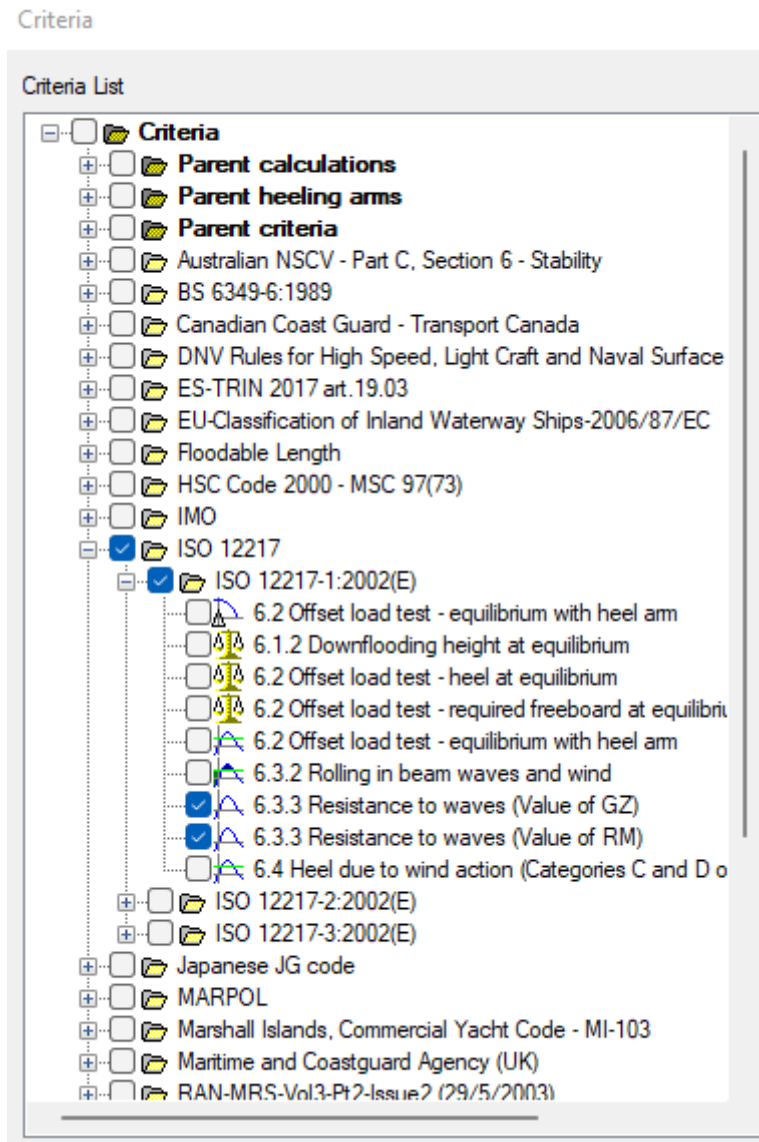 Criteria
Criteria List
Criteria
Parent calculations
Parent heeling arms
Parent criteria
Australian NSCV - Part C, Section 6 - Stability
BS 6349-6:1989
Canadian Coast Guard - Transport Canada
DNV Rules for High Speed, Light Craft and Naval Surface
ES-TRIN 2017 art.19.03
EU-Classification of Inland Waterway Ships-2006/87/EC
Floodable Length
HSC Code 2000 - MSC 97(73)
IMO
ISO 12217
ISO 12217-1:2002(E)
6.2 Offset load test - equilibrium with heel arm
6.1.2 Downflooding height at equilibrium
6.2 Offset load test - heel at equilibrium
6.2 Offset load test - required freeboard at equilibriu
6.2 Offset load test - equilibrium with heel arm
6.3.2 Rolling in beam waves and wind
6.3.3 Resistance to waves (Value of GZ)
6.3.3 Resistance to waves (Value of RM)
6.4 Heel due to wind action (Categories C and D o
ISO 12217-2:2002(E)
ISO 12217-3:2002(E)
Japanese JG code
MARPOL
Marshall Islands, Commercial Yacht Code - MI-103
Maritime and Coastguard Agency (UK)
RAN-MRS-Vol3-Pt2-Issue2 (29/5/2003)